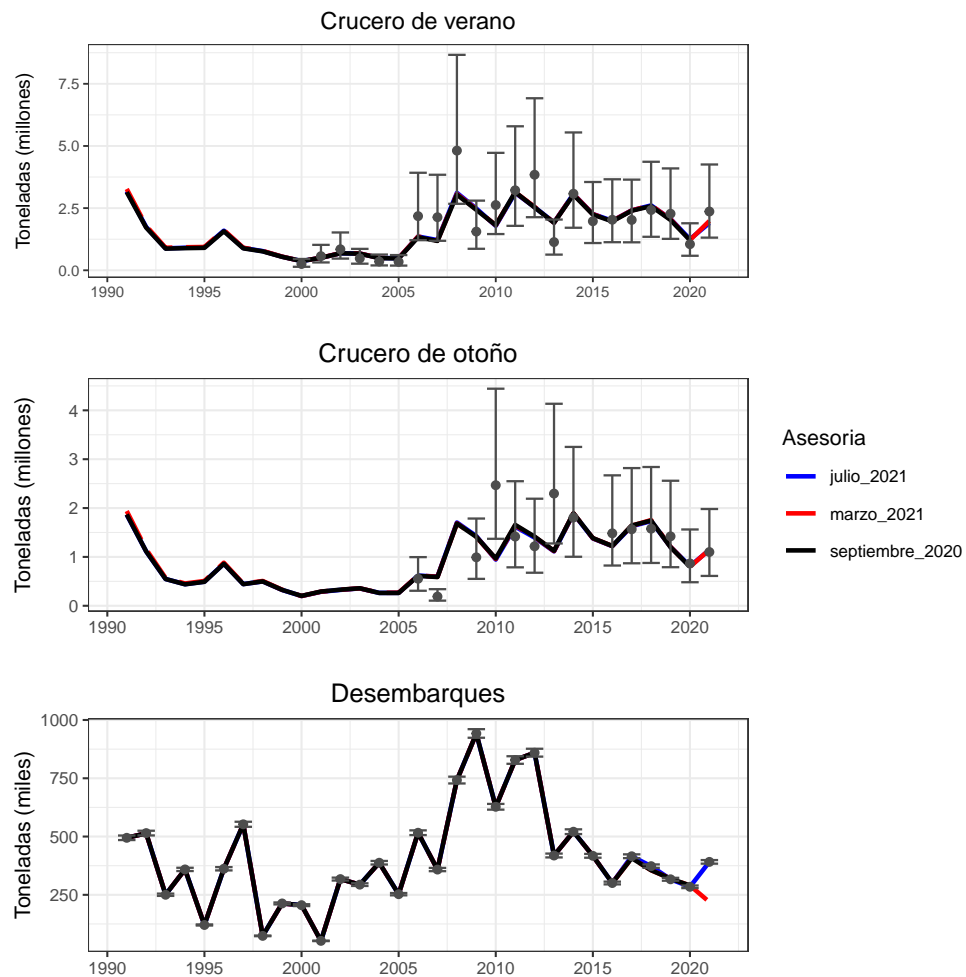 Crucero de verano
Toneladas (millones)
7.5
5.0
2.5
0.0
1990 1995 2000 2005 2010 2015 2020
Crucero de otoño
Toneladas (millones)
4
3
2
1
0
1990 1995 2000 2005 2010 2015 2020
Asesoria
julio_2021
marzo_2021
septiembre_2020
Desembarques
Toneladas (miles)
1000
750
500
250
1990 1995 2000 2005 2010 2015 2020